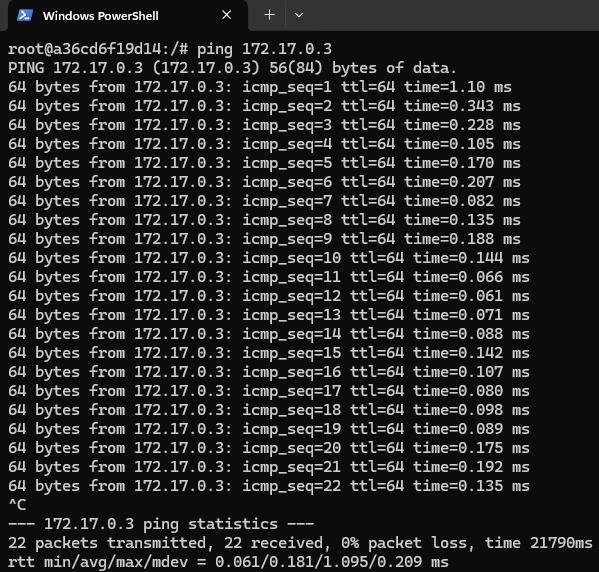 Windows PowerShell
root@a36cd6f19d14:/# ping 172.17.0.3
PING 172.17.0.3 (172.17.0.3) 56(84) bytes of data.
64 bytes from 172.17.0.3: icmp_seq=1 ttl=64 time=1.10 ms
64 bytes from 172.17.0.3: icmp_seq=2 ttl=64 time=0.343 ms
64 bytes from 172.17.0.3: icmp_seq=3 ttl=64 time=0.228 ms
64 bytes from 172.17.0.3: icmp_seq=4 ttl=64 time=0.105 ms
64 bytes from 172.17.0.3: icmp_seq=5 ttl=64 time=0.170 ms
64 bytes from 172.17.0.3: icmp_seq=6 ttl=64 time=0.207 ms
64 bytes from 172.17.0.3: icmp_seq=7 ttl=64 time=0.082 ms
64 bytes from 172.17.0.3: icmp_seq=8 ttl=64 time=0.135 ms
64 bytes from 172.17.0.3: icmp_seq=9 ttl=64 time=0.188 ms
64 bytes from 172.17.0.3: icmp_seq=10 ttl=64 time=0.144 ms
64 bytes from 172.17.0.3: icmp_seq=11 ttl=64 time=0.066 ms
64 bytes from 172.17.0.3: icmp_seq=12 ttl=64 time=0.061 ms
64 bytes from 172.17.0.3: icmp_seq=13 ttl=64 time=0.071 ms
64 bytes from 172.17.0.3: icmp_seq=14 ttl=64 time=0.088 ms
64 bytes from 172.17.0.3: icmp_seq=15 ttl=64 time=0.142 ms
64 bytes from 172.17.0.3: icmp_seq=16 ttl=64 time=0.107 ms
64 bytes from 172.17.0.3: icmp_seq=17 ttl=64 time=0.080 ms
64 bytes from 172.17.0.3: icmp_seq=18 ttl=64 time=0.098 ms
64 bytes from 172.17.0.3: icmp_seq=19 ttl=64 time=0.089 ms
64 bytes from 172.17.0.3: icmp_seq=20 ttl=64 time=0.175 ms
64 bytes from 172.17.0.3: icmp_seq=21 ttl=64 time=0.192 ms
64 bytes from 172.17.0.3: icmp_seq=22 ttl=64 time=0.135 ms
^C
--- 172.17.0.3 ping statistics ---
22 packets transmitted, 22 received, 0% packet loss, time 21790ms
rtt min/avg/max/mdev = 0.061/0.181/1.095/0.209 ms